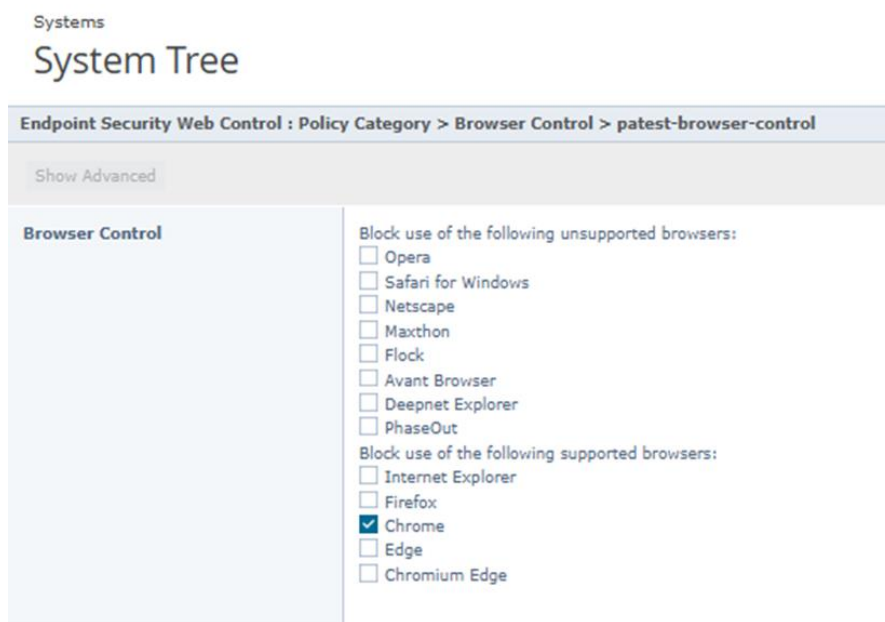 Systems
System Tree
Endpoint Security Web Control : Policy Category > Browser Control > patest-browser-control
Show Advanced
Browser Control
Block use of the following unsupported browsers:
Opera
Safari for Windows
Netscape
Maxthon
Flock
Avant Browser
Deepnet Explorer
PhaseOut
Block use of the following supported browsers:
Internet Explorer
Firefox
Chrome
Edge
Chromium Edge